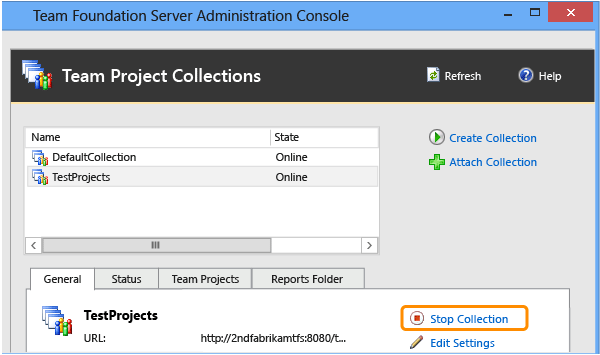 Team Foundation Server Administration Console
Team Project Collections
Refresh
Help
Name State
DefaultCollection Online
TestProjects Online
Create Collection
Attach Collection
General Status Team Projects Reports Folder
TestProjects
Stop Collection
URL: http://2ndfabrikamtfs:8080/t...
Edit Settings